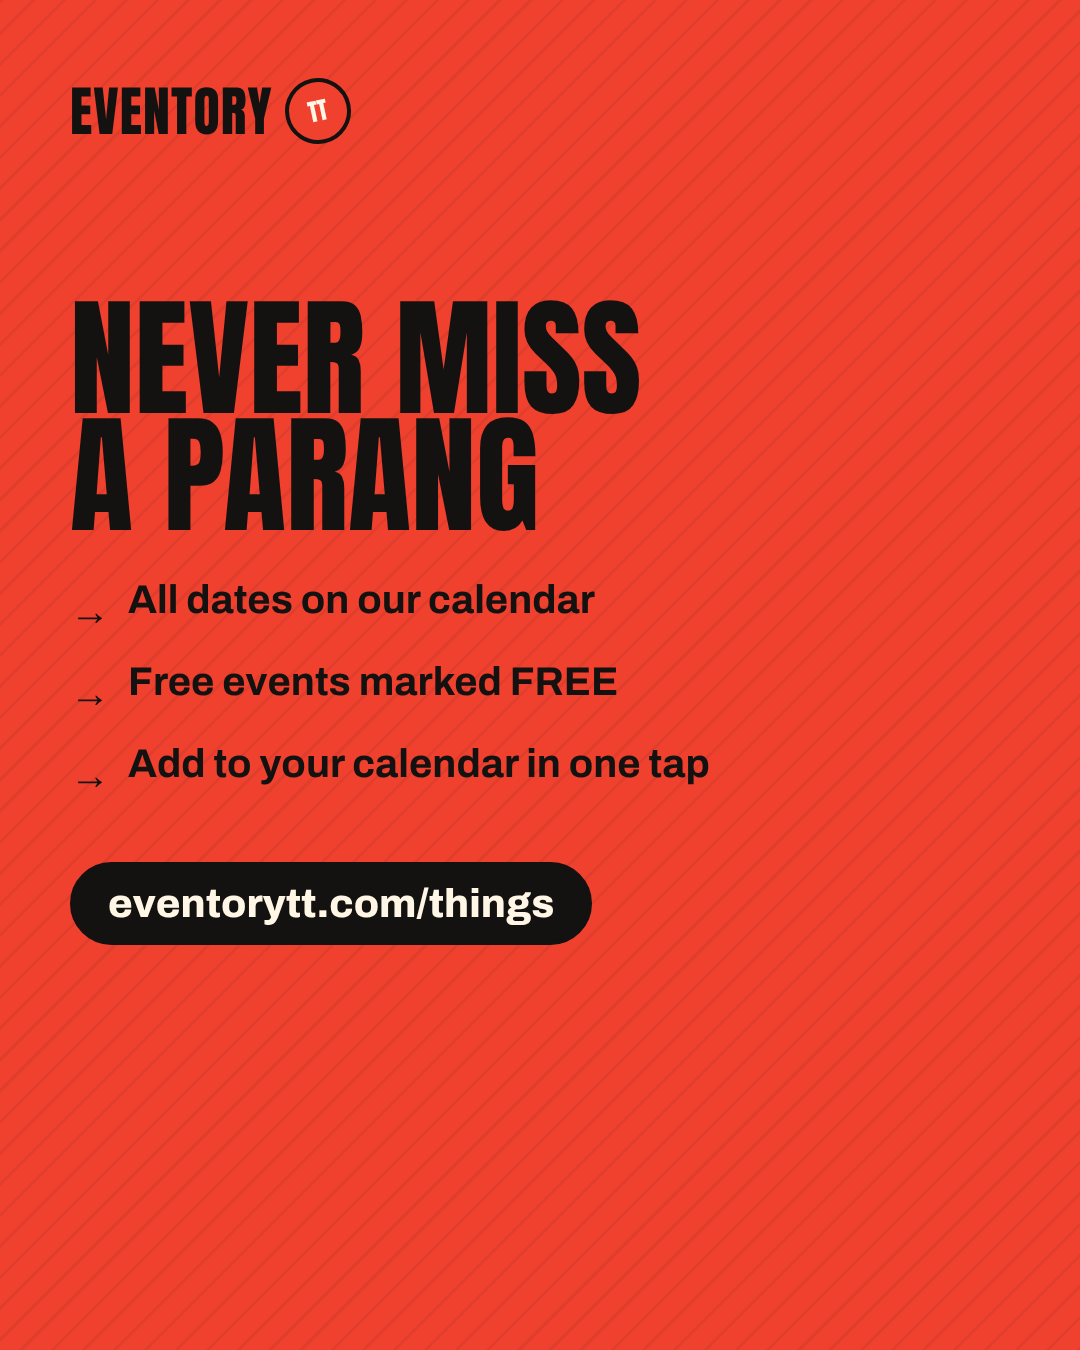 EVENTORY TT
NEVER MISS
A PARANG
→ All dates on our calendar
→ Free events marked FREE
→ Add to your calendar in one tap
eventorytt.com/things